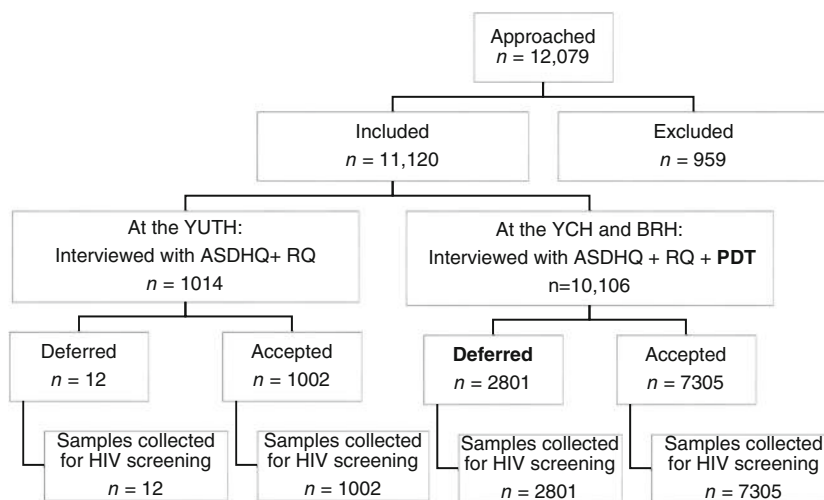 Approached
n = 12,079
Included
n = 11,120
Excluded
n = 959
At the YUTH:
Interviewed with ASDHQ+ RQ
n = 1014
At the YCH and BRH:
Interviewed with ASDHQ + RQ + PDT
n=10,106
Deferred
n = 12
Accepted
n = 1002
Deferred
n = 2801
Accepted
n = 7305
Samples collected
for HIV screening
n = 12
Samples collected
for HIV screening
n = 1002
Samples collected
for HIV screening
n = 2801
Samples collected
for HIV screening
n = 7305